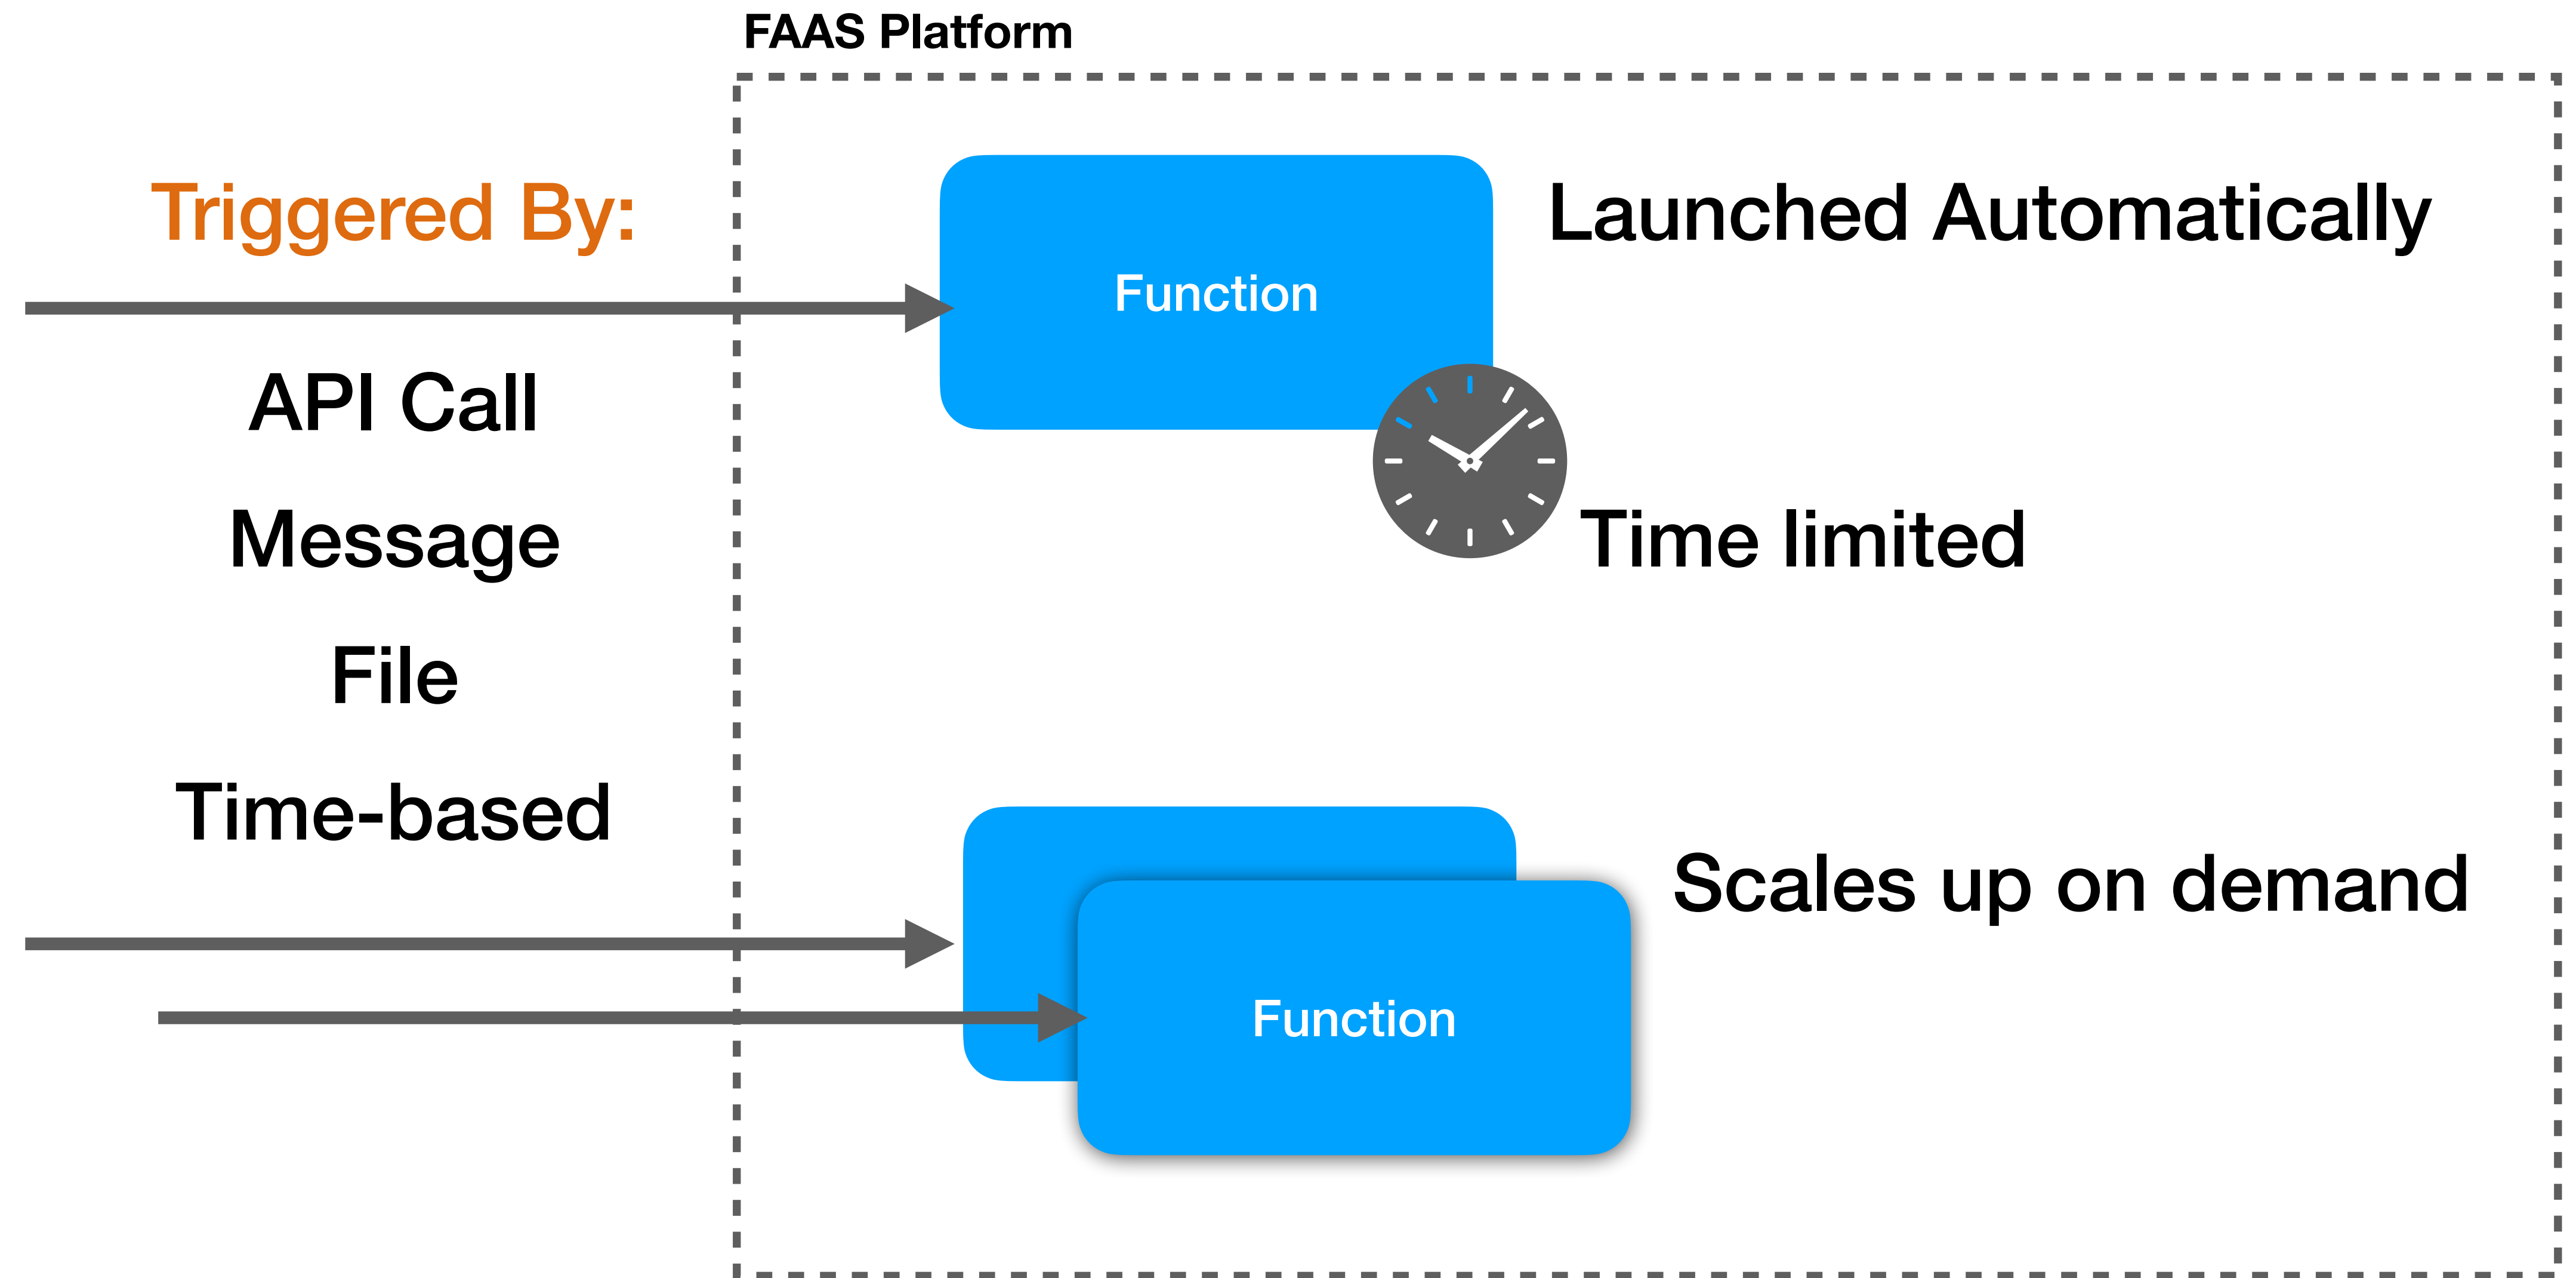 FAAS Platform
Triggered By:
API Call
Message
File
Time-based
Function
Launched Automatically
Time limited
Scales up on demand
Function